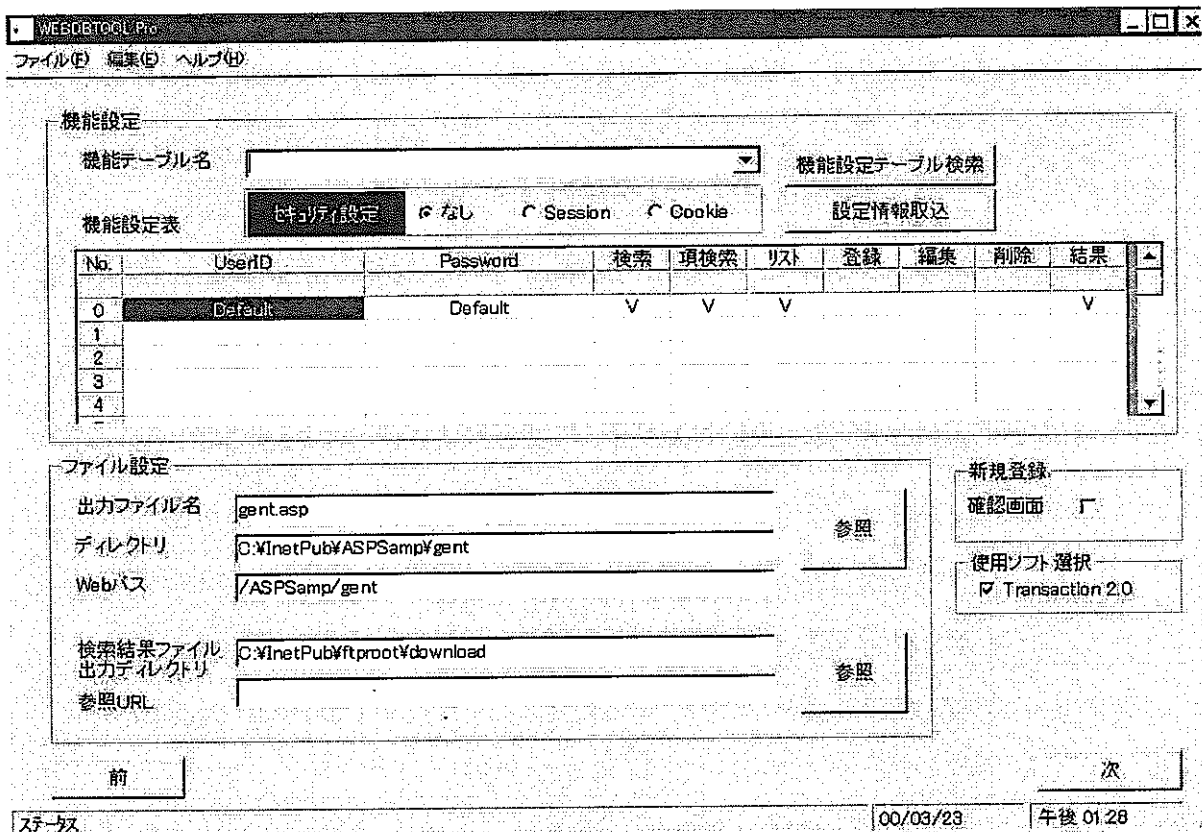 WEBDBTOOL Pro
ファイル(F) 編集(E) ヘルプ(H)
機能設定
機能テーブル名
機能設定テーブル検索
機能設定表
セキュリティ設定 なし Session Cookie
設定情報取込
No. UserID Password 検索 項検索 リスト 登録 編集 削除 結果
0 Default Default V V V V
1
2
3
4
ファイル設定
出力ファイル名 gent.asp
参照
ディレクトリ C:¥InetPub¥ASPSamp¥gent
Webパス /ASPSamp/gent
検索結果ファイル
出力ディレクトリ
C:¥InetPub¥ftproot¥download
参照
参照URL
新規登録
確認画面
使用ソフト選択
Transaction 2.0
前
次
ステータス 00/03/23 午後 01:28